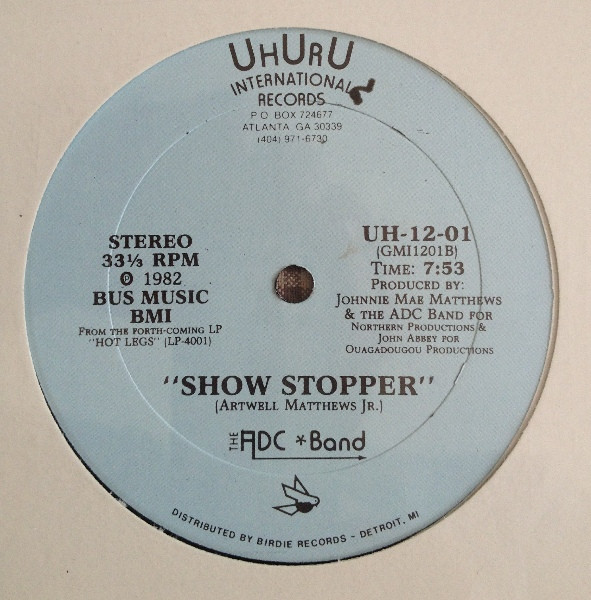 UHURU
INTERNATIONAL
RECORDS
P.O. BOX 724677
ATLANTA, GA 30339
(404) 971-6730
STEREO
33⅓ RPM
℗ 1982
BUS MUSIC
BMI
FROM THE FORTH-COMING LP
"HOT LEGS" (LP-4001)
UH-12-01
(GMI1201B)
TIME: 7:53
PRODUCED BY:
JOHNNIE MAE MATTHEWS
& THE ADC BAND FOR
NORTHERN PRODUCTIONS &
JOHN ABBEY FOR
OUAGADOUGOU PRODUCTIONS
"SHOW STOPPER"
(ARTWELL MATTHEWS JR.)
THE ADC * Band
DISTRIBUTED BY BIRDIE RECORDS - DETROIT, MI